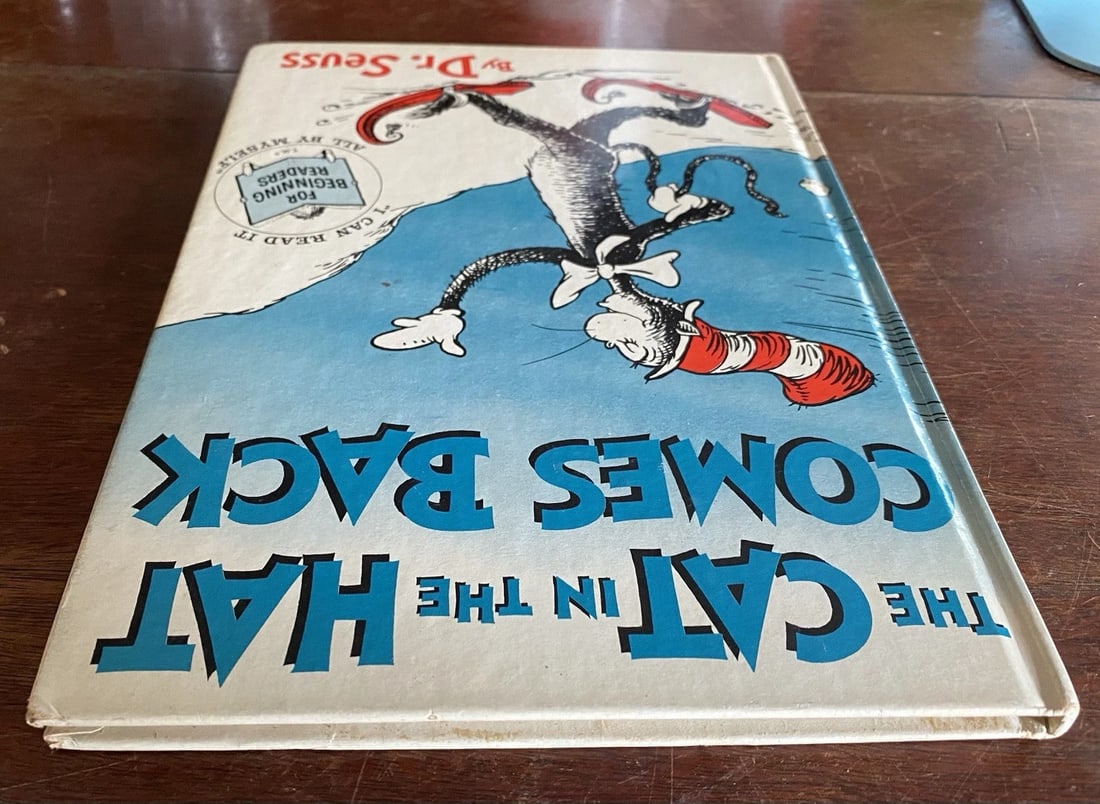 THE CAT IN THE HAT
COMES BACK
"I CAN READ IT
ALL BY MYSELF"
FOR
BEGINNING
READERS
By Dr. Seuss